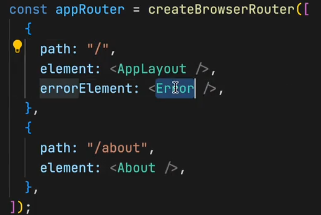 const appRouter = createBrowserRouter([
{
path: "/",
element: <AppLayout />,
errorElement: <Error />,
},
{
path: "/about",
element: <About />,
},
]);